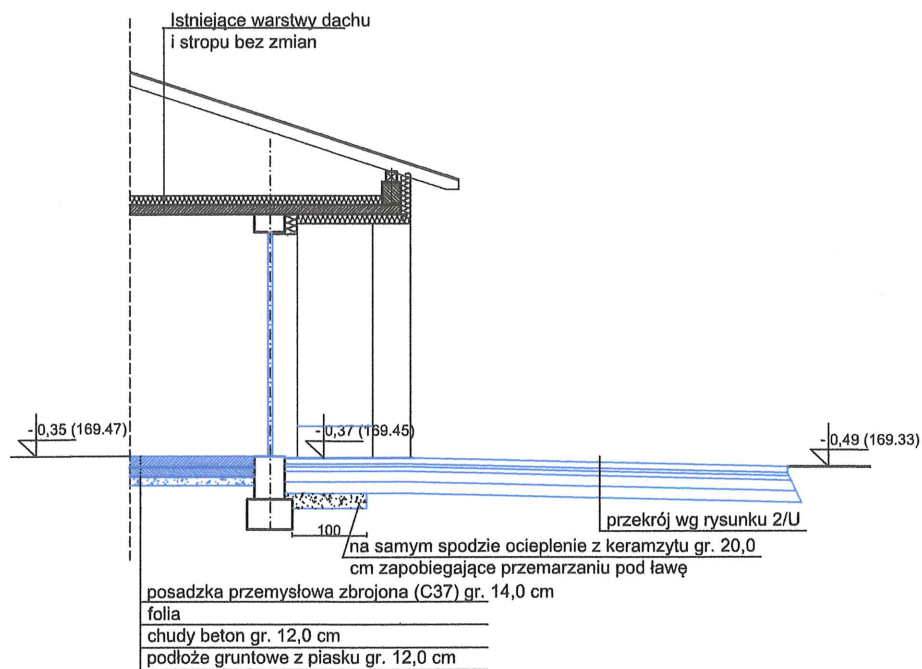 Istniejące warstwy dachu
i stropu bez zmian
-0,35 (169.47)
-0,37 (169.45)
-0,49 (169.33)
przekrój wg rysunku 2/U
100
na samym spodzie ocieplenie z keramzytu gr. 20,0
cm zapobiegające przemarzaniu pod ławę
posadzka przemysłowa zbrojona (C37) gr. 14,0 cm
folia
chudy beton gr. 12,0 cm
podłoże gruntowe z piasku gr. 12,0 cm